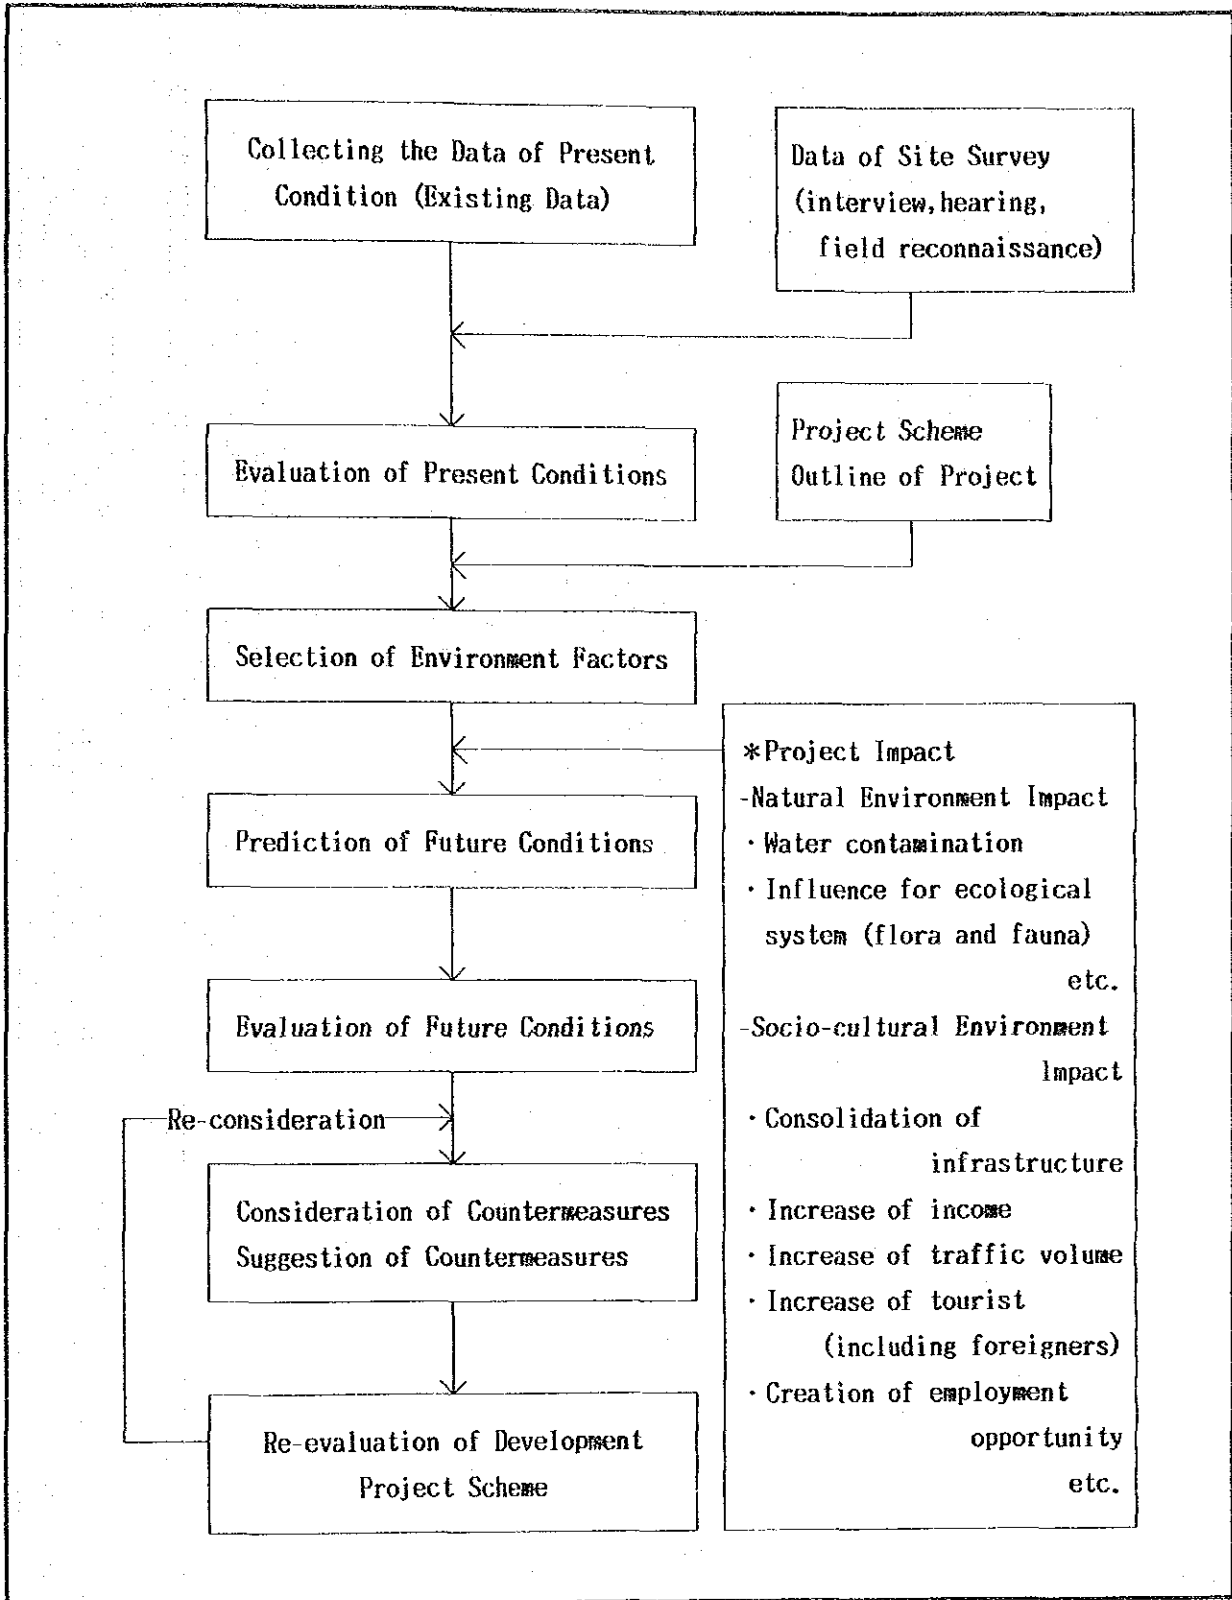 Collecting the Data of Present
Condition (Existing Data)
Data of Site Survey
(interview, hearing,
field reconnaissance)
Evaluation of Present Conditions
Project Scheme
Outline of Project
Selection of Environment Factors
Prediction of Future Conditions
Evaluation of Future Conditions
Re-consideration
Consideration of Countermeasures
Suggestion of Countermeasures
Re-evaluation of Development
Project Scheme
*Project Impact
-Natural Environment Impact
・Water contamination
・Influence for ecological
system (flora and fauna)
etc.
-Socio-cultural Environment
Impact
・Consolidation of
infrastructure
・Increase of income
・Increase of traffic volume
・Increase of tourist
(including foreigners)
・Creation of employment
opportunity
etc.